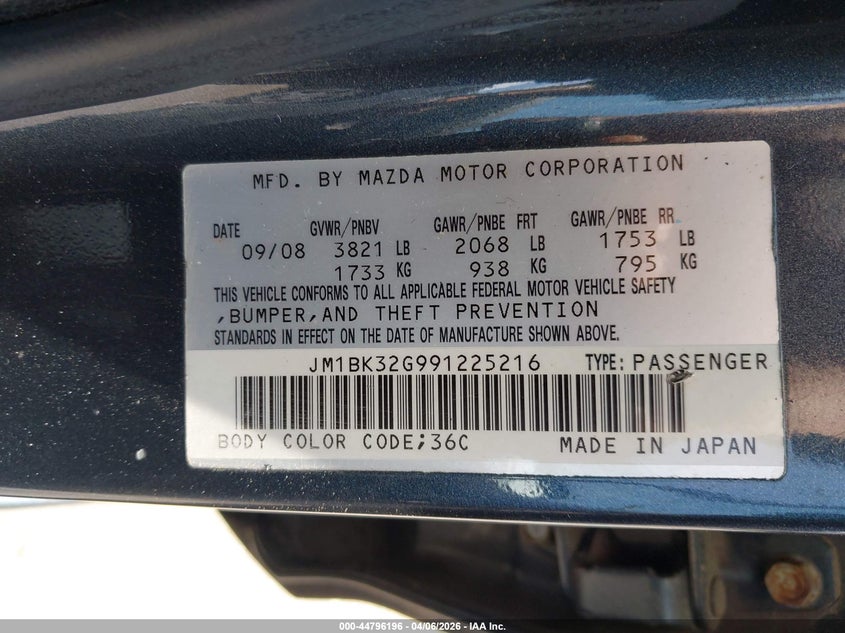 MFD. BY MAZDA MOTOR CORPORATION
DATE GVWR/PNBV GAWR/PNBE FRT GAWR/PNBE RR
09/08 3821 LB 2068 LB 1753 LB
1733 KG 938 KG 795 KG
THIS VEHICLE CONFORMS TO ALL APPLICABLE FEDERAL MOTOR VEHICLE SAFETY
,BUMPER,AND THEFT PREVENTION
STANDARDS IN EFFECT ON THE DATE OF MANUFACTURE SHOWN ABOVE.
JM1BK32G991225216 TYPE: PASSENGER
BODY COLOR CODE;36C MADE IN JAPAN
000-44796196 - 04/06/2026 - IAA Inc.